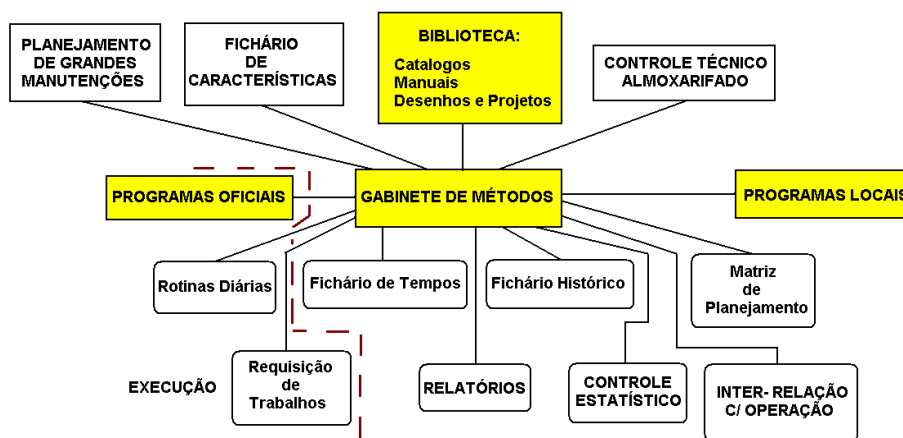 PLANEJAMENTO
DE GRANDES
MANUTENÇÕES
FICHÁRIO
DE
CARACTERÍSTICAS
BIBLIOTECA:
Catalogos
Manuais
Desenhos e Projetos
CONTROLE TÉCNICO
ALMOXARIFADO
PROGRAMAS OFICIAIS
GABINETE DE MÉTODOS
PROGRAMAS LOCAIS
Rotinas Diárias
Fichário de Tempos
Fichário Histórico
Matriz
de
Planejamento
EXECUÇÃO
Requisição
de
Trabalhos
RELATÓRIOS
CONTROLE
ESTATÍSTICO
INTER- RELAÇÃO
C/ OPERAÇÃO